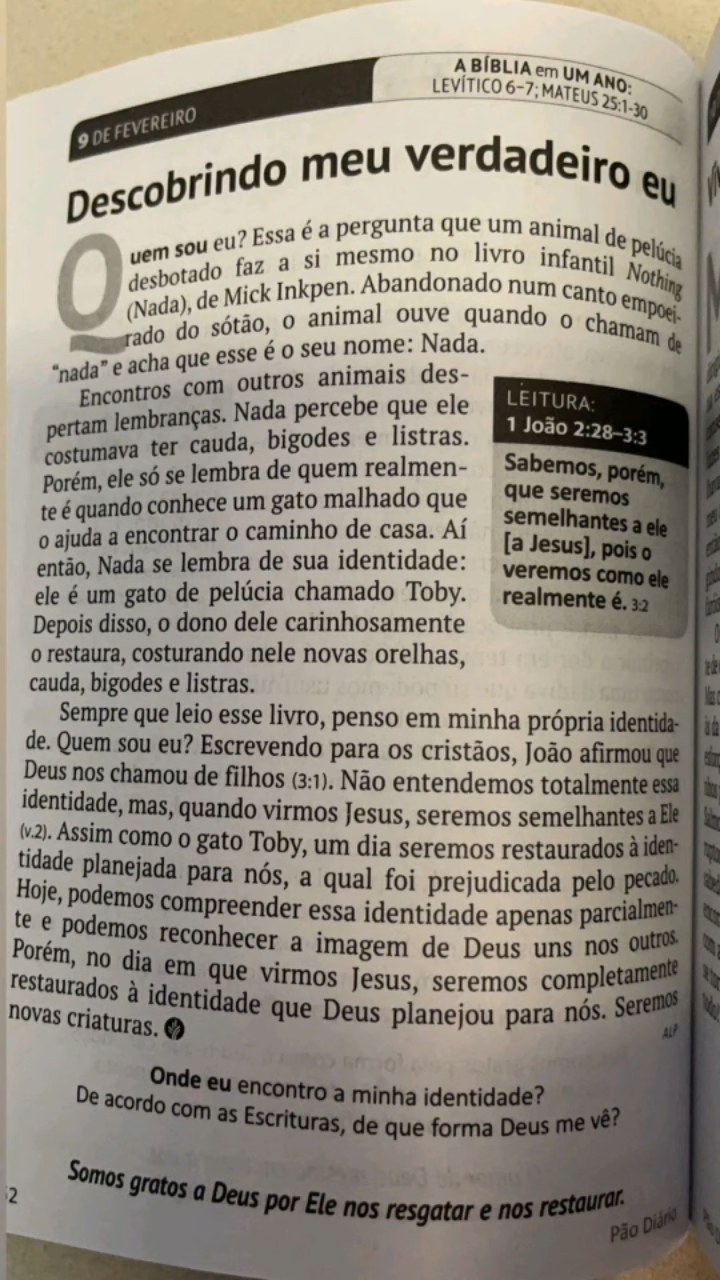 9 DE FEVEREIRO
A BÍBLIA em UM ANO:
LEVÍTICO 6–7; MATEUS 25:1-30
Descobrindo meu verdadeiro eu
Quem sou eu? Essa é a pergunta que um animal de pelúcia
desbotado faz a si mesmo no livro infantil Nothing
(Nada), de Mick Inkpen. Abandonado num canto empoei-
rado do sótão, o animal ouve quando o chamam de
“nada” e acha que esse é o seu nome: Nada.
Encontros com outros animais des-
pertam lembranças. Nada percebe que ele
costumava ter cauda, bigodes e listras.
Porém, ele só se lembra de quem realmen-
te é quando conhece um gato malhado que
o ajuda a encontrar o caminho de casa. Aí
então, Nada se lembra de sua identidade:
ele é um gato de pelúcia chamado Toby.
Depois disso, o dono dele carinhosamente
o restaura, costurando nele novas orelhas,
cauda, bigodes e listras.
LEITURA:
1 João 2:28–3:3
Sabemos, porém,
que seremos
semelhantes a ele
[a Jesus], pois o
veremos como ele
realmente é. 3:2
Sempre que leio esse livro, penso em minha própria identida-
de. Quem sou eu? Escrevendo para os cristãos, João afirmou que
Deus nos chamou de filhos (3:1). Não entendemos totalmente essa
identidade, mas, quando virmos Jesus, seremos semelhantes a Ele
(v.2). Assim como o gato Toby, um dia seremos restaurados à iden-
tidade planejada para nós, a qual foi prejudicada pelo pecado.
Hoje, podemos compreender essa identidade apenas parcialmen-
te e podemos reconhecer a imagem de Deus uns nos outros.
Porém, no dia em que virmos Jesus, seremos completamente
restaurados à identidade que Deus planejou para nós. Seremos
novas criaturas.
ALP
Onde eu encontro a minha identidade?
De acordo com as Escrituras, de que forma Deus me vê?
Somos gratos a Deus por Ele nos resgatar e nos restaurar.
2
Pão Diário